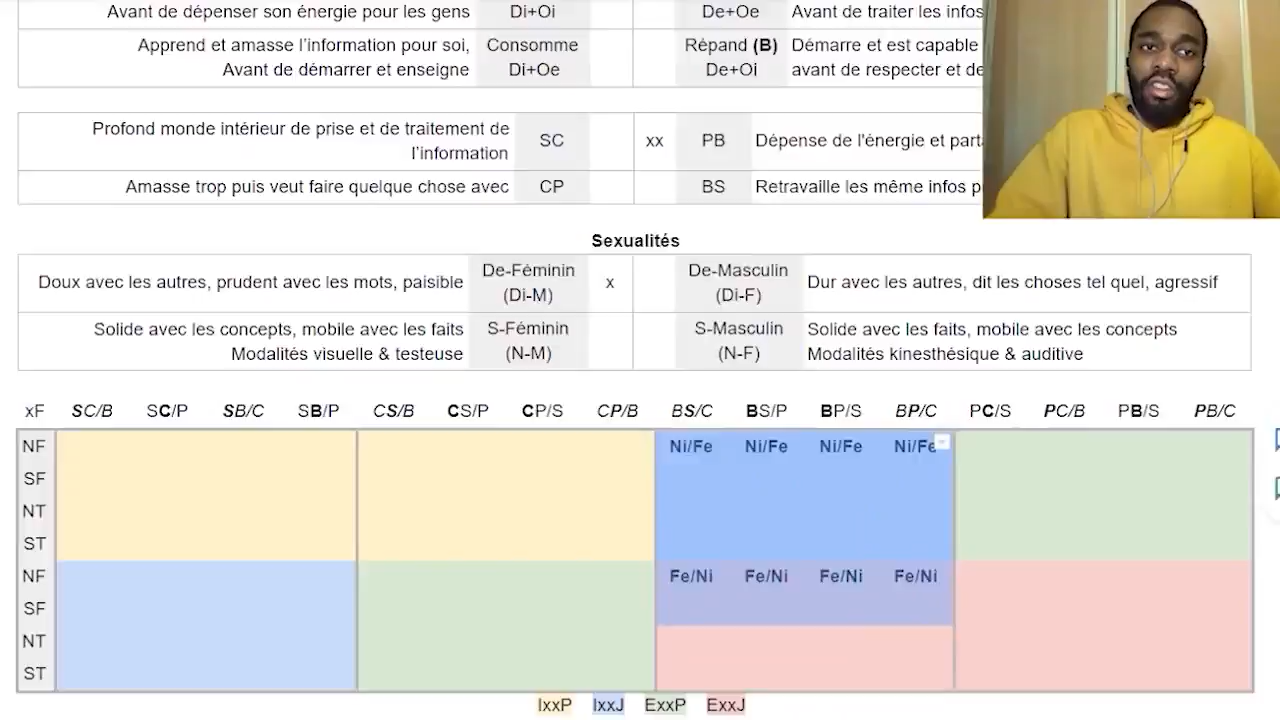 Avant de dépenser son énergie pour les gens Di+Oi De+Oe Avant de traiter les infos
Apprend et amasse l'information pour soi, Consomme Répand (B) Démarre et est capable
Avant de démarrer et enseigne Di+Oe De+Oi avant de respecter et de
Profond monde intérieur de prise et de traitement de
l'information SC xx PB Dépense de l'énergie et part
Amasse trop puis veut faire quelque chose avec CP BS Retravaille les même infos
Sexualités
Doux avec les autres, prudent avec les mots, paisible De-Féminin x De-Masculin Dur avec les autres, dit les choses tel quel, agressif
(Di-M) (Di-F)
Solide avec les concepts, mobile avec les faits S-Féminin S-Masculin Solide avec les faits, mobile avec les concepts
Modalités visuelle & testeuse (N-M) (N-F) Modalités kinesthésique & auditive
xF SC/B SC/P SB/C SB/P CS/B CS/P CP/S CP/B BS/C BS/P BP/S BP/C PC/S PC/B PB/S PB/C
NF Ni/Fe Ni/Fe Ni/Fe Ni/Fe
SF
NT
ST
NF Fe/Ni Fe/Ni Fe/Ni Fe/Ni
SF
NT
ST
IxxP IxxJ ExxP ExxJ